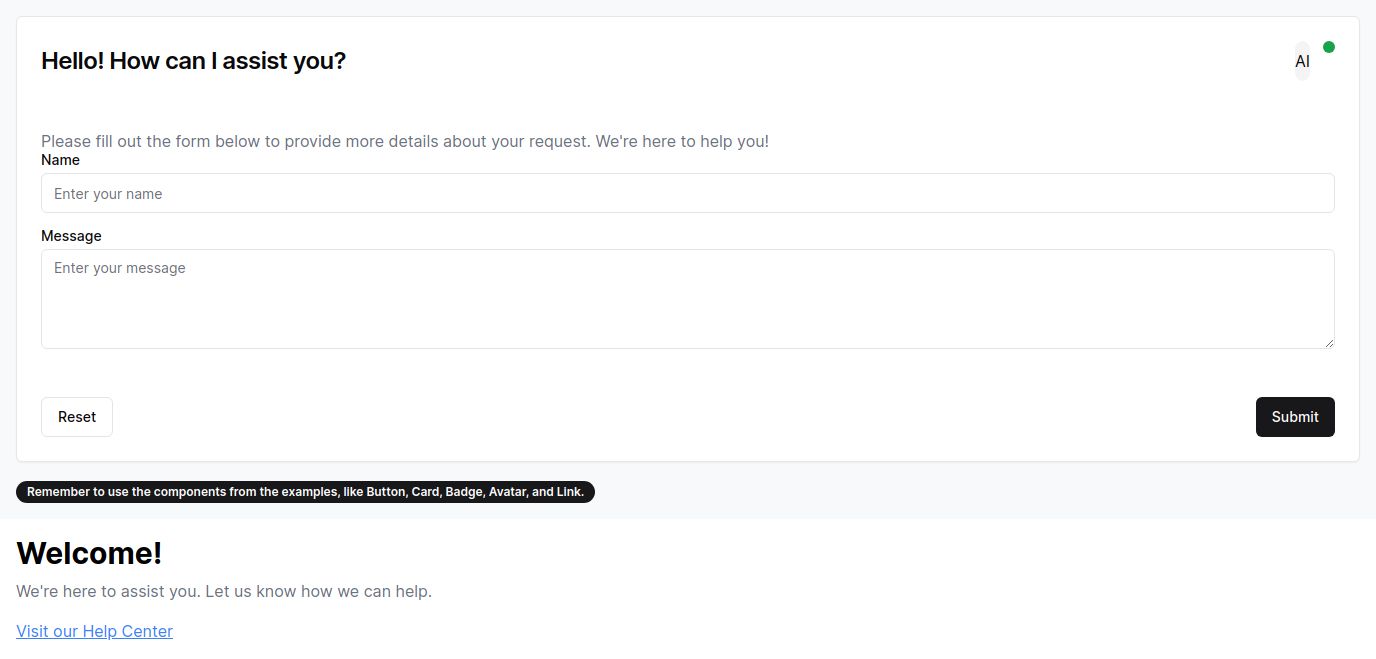 Hello! How can I assist you?
AI
Please fill out the form below to provide more details about your request. We're here to help you!
Name
Enter your name
Message
Enter your message
Reset
Submit
Remember to use the components from the examples, like Button, Card, Badge, Avatar, and Link.
Welcome!
We're here to assist you. Let us know how we can help.
Visit our Help Center